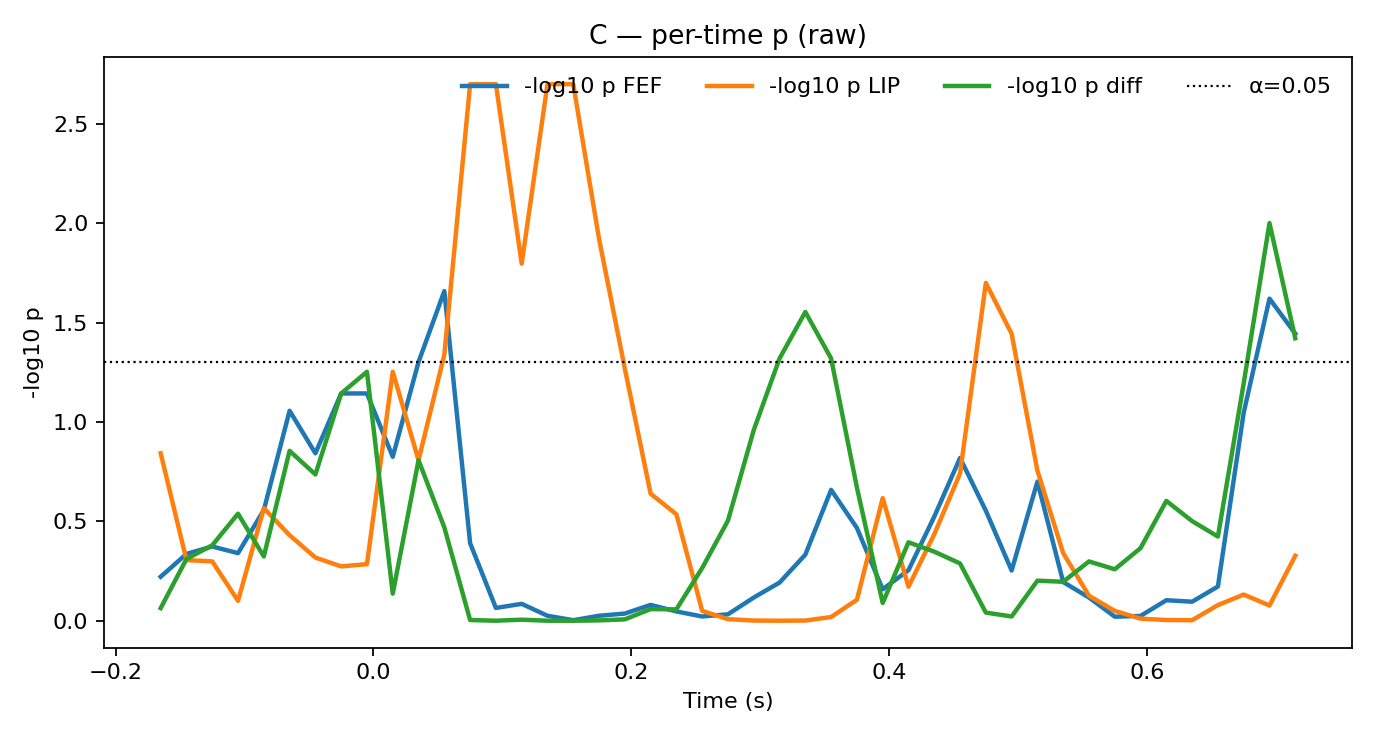 C — per-time p (raw)
-log10 p FEF
-log10 p LIP
-log10 p diff
α=0.05
-log10 p
2.5
2.0
1.5
1.0
0.5
0.0
−0.2
0.0
0.2
0.4
0.6
Time (s)